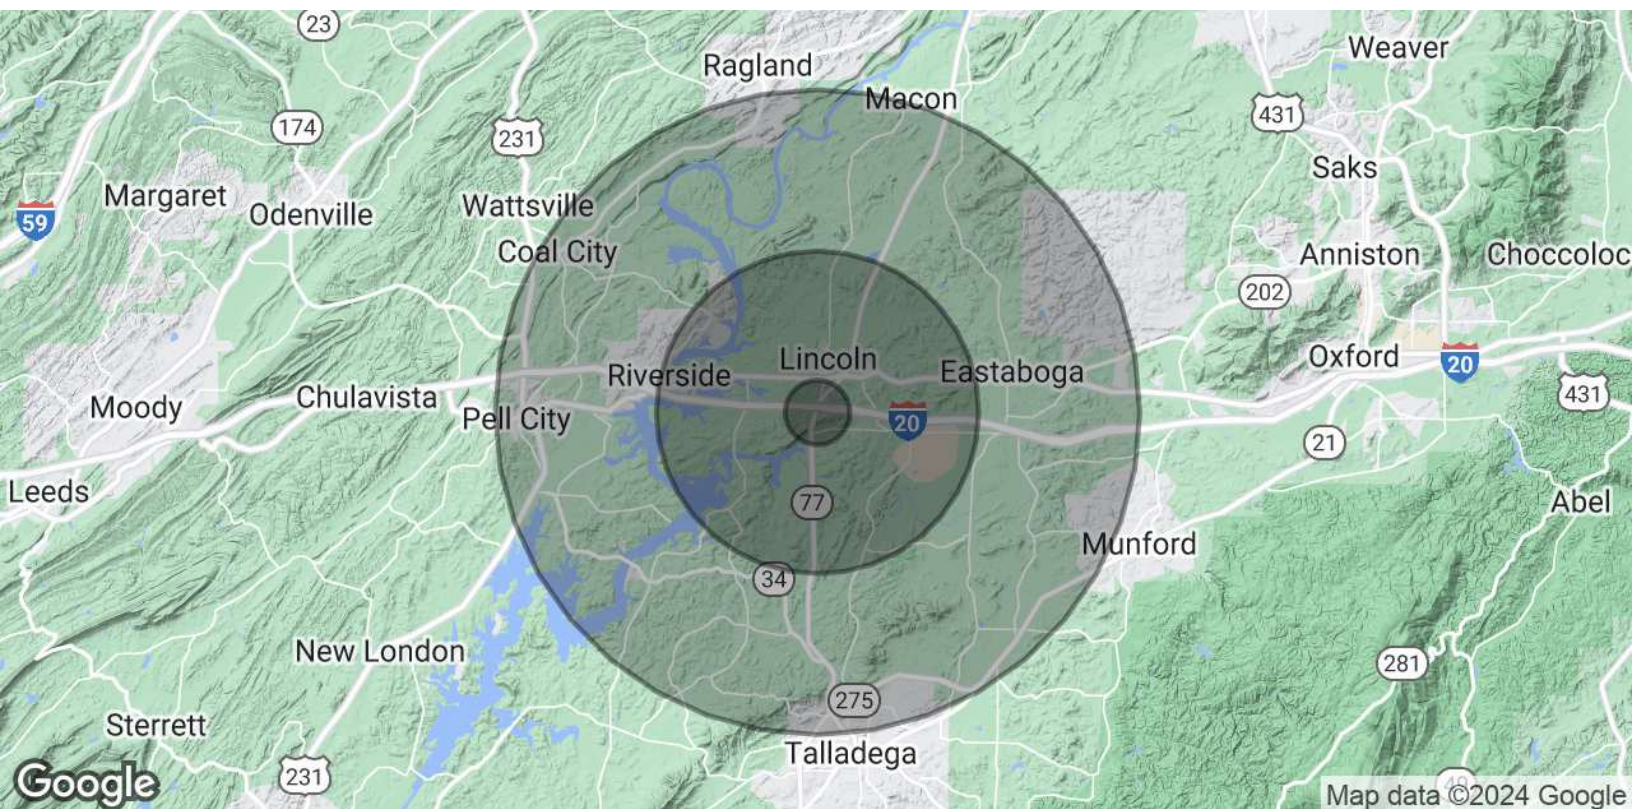 23
Weaver
Ragland
Macon
431
174
231
Saks
Margaret
Wattsville
Odenville
59
Coal City
Anniston
Choccoloc
202
Lincoln
Oxford
20
Riverside
Eastaboga
431
Chulavista
Moody
Pell City
20
21
Leeds
77
Abel
Munford
34
New London
281
275
Sterrett
Talladega
231
Google
49
Map data ©2024 Google